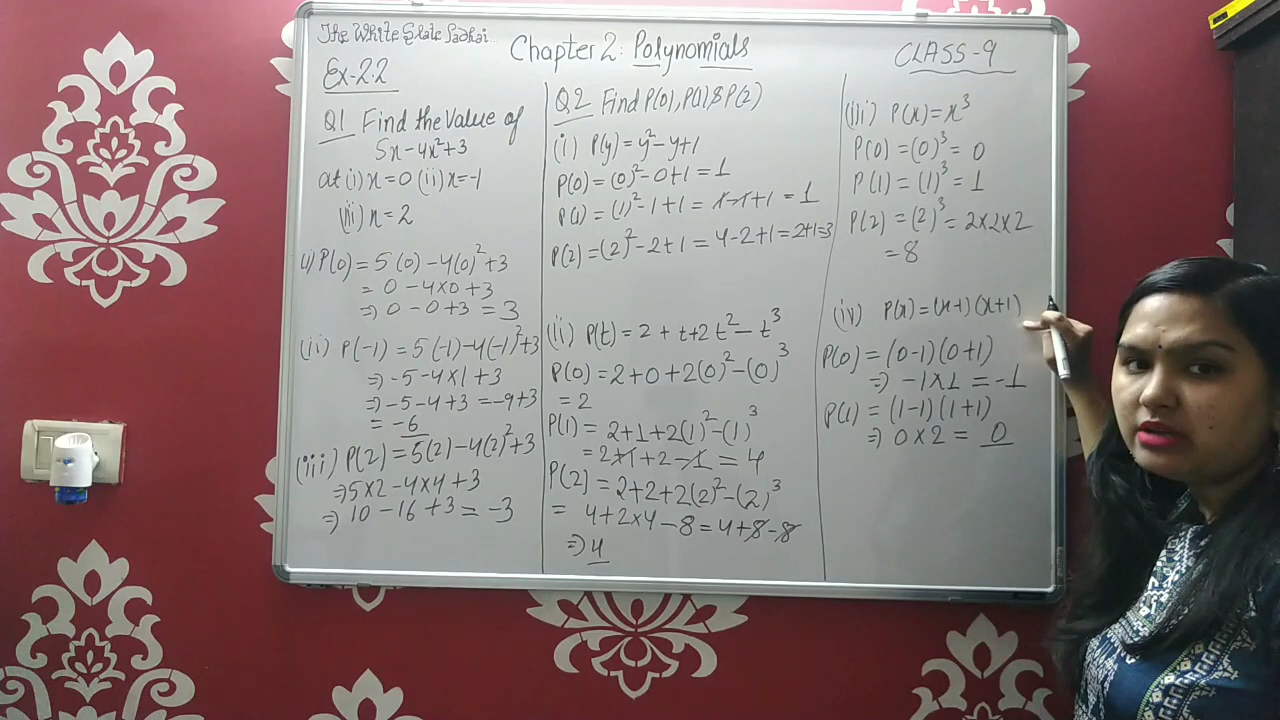 The White Slate Padhai
Chapter 2: Polynomials
CLASS-9
Ex-2.2
Q1 Find the Value of
5x-4x²+3
at (i) x=0 (ii) x=-1
(iii) x=2
(i) P(0) = 5(0)-4(0)²+3
= 0-4×0+3
⇒ 0-0+3 = 3
(ii) P(-1) = 5(-1)-4(-1)²+3
⇒ -5-4×1+3
⇒ -5-4+3 = -9+3
= -6
(iii) P(2) = 5(2)-4(2)²+3
⇒ 5×2-4×4+3
⇒ 10-16+3 = -3
Q2 Find P(0), P(1) & P(2)
(i) P(y) = y²-y+1
P(0) = (0)²-0+1 = 1
P(1) = (1)²-1+1 = 1-1+1 = 1
P(2) = (2)²-2+1 = 4-2+1 = 2+1=3
(ii) P(t) = 2+t+2t²-t³
P(0) = 2+0+2(0)²-(0)³
= 2
P(1) = 2+1+2(1)²-(1)³
= 2+1+2-1 = 4
P(2) = 2+2+2(2)²-(2)³
= 4+2×4-8 = 4+8-8
⇒ 4
(iii) P(x) = x³
P(0) = (0)³ = 0
P(1) = (1)³ = 1
P(2) = (2)³ = 2×2×2
= 8
(iv) P(x) = (x-1)(x+1)
P(0) = (0-1)(0+1)
⇒ -1×1 = -1
P(1) = (1-1)(1+1)
⇒ 0×2 = 0